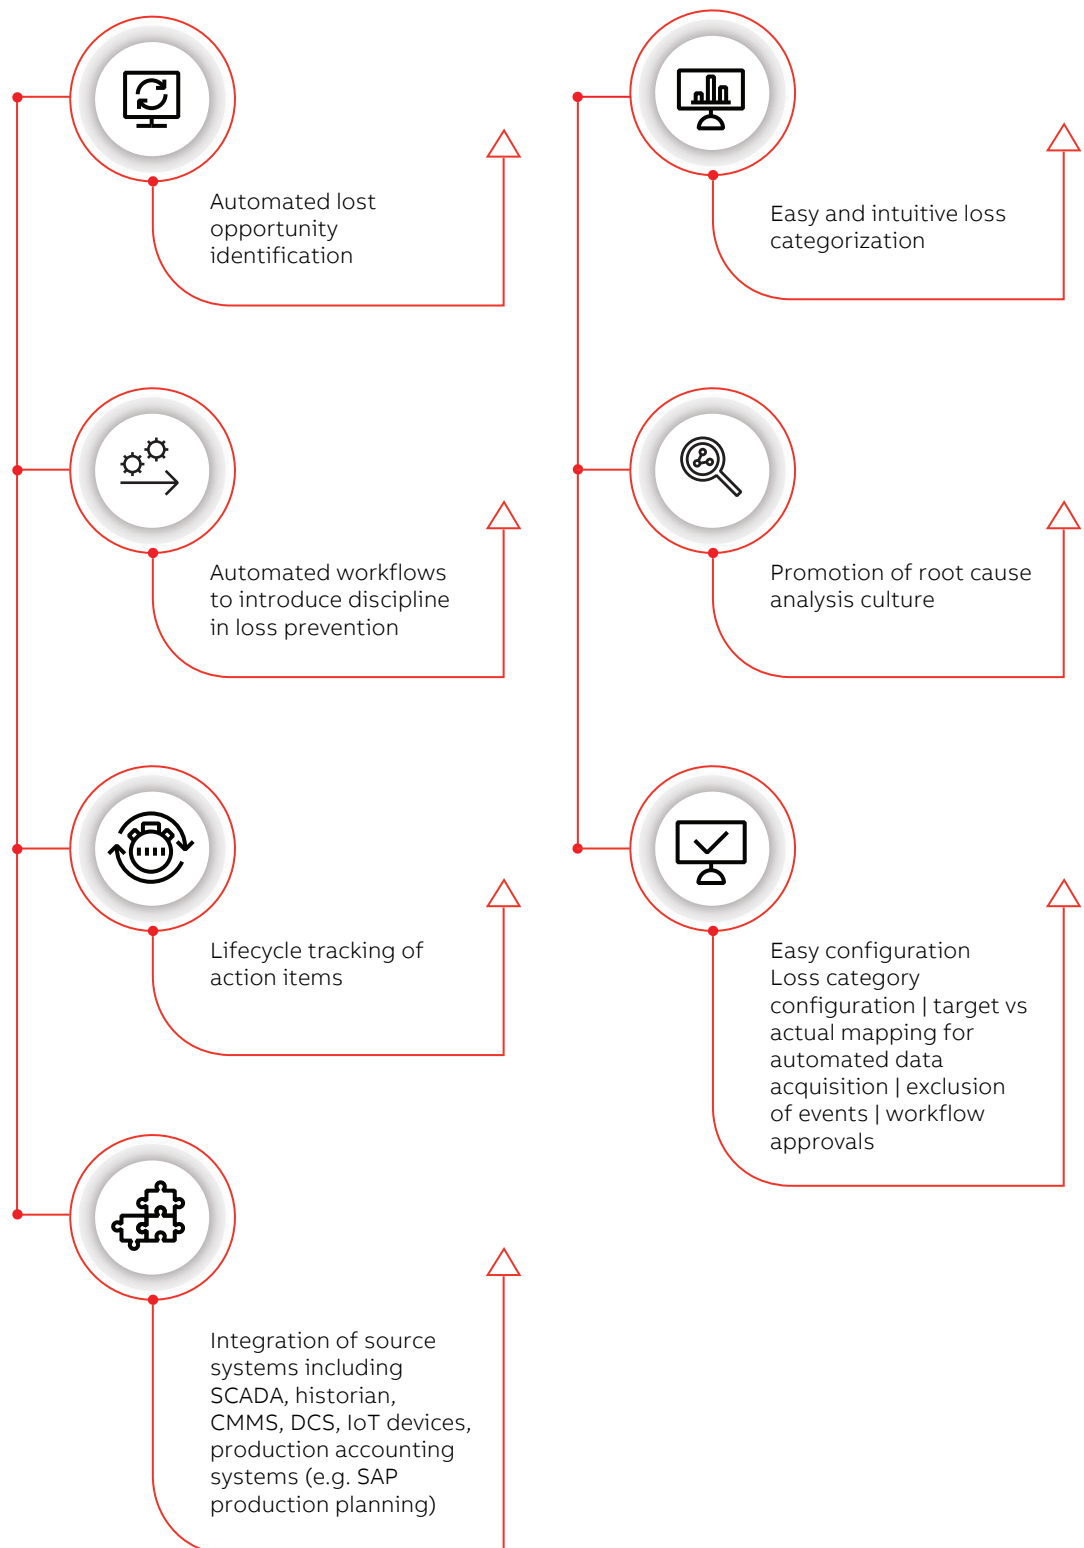 Automated lost
opportunity
identification
Easy and intuitive loss
categorization
Automated workflows
to introduce discipline
in loss prevention
Promotion of root cause
analysis culture
Lifecycle tracking of
action items
Easy configuration
Loss category
configuration | target vs
actual mapping for
automated data
acquisition | exclusion
of events | workflow
approvals
Integration of source
systems including
SCADA, historian,
CMMS, DCS, IoT devices,
production accounting
systems (e.g. SAP
production planning)